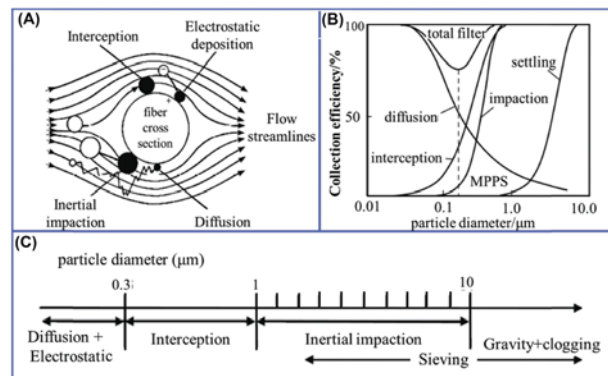 (A)
Interception
Electrostatic
deposition
−
+
fiber
cross
section
Flow
streamlines
Inertial
impaction
Diffusion
(B)
Collection efficiency/%
100
50
total filter
settling
diffusion
impaction
interception
MPPS
0.01
0.1
1.0
10.0
particle diameter/μm
(C)
particle diameter (μm)
0.3
1
10
Diffusion +
Electrostatic
Interception
Inertial impaction
Gravity+clogging
Sieving